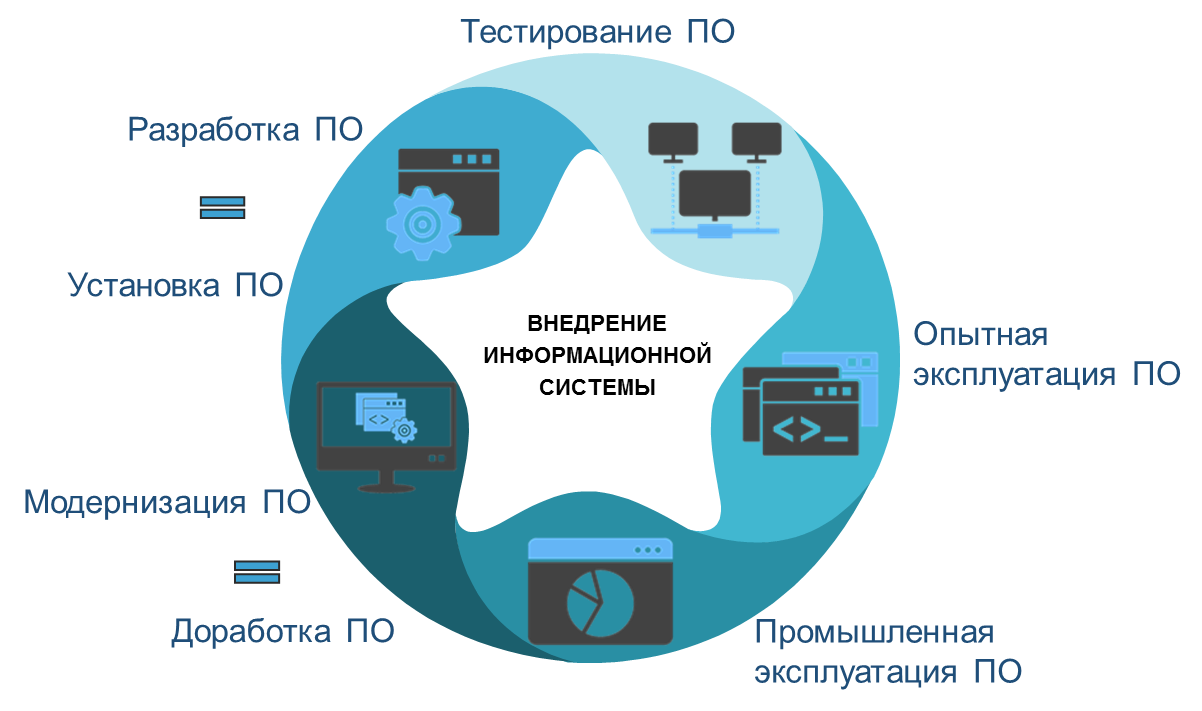 Тестирование ПО
Разработка ПО
Установка ПО
ВНЕДРЕНИЕ
ИНФОРМАЦИОННОЙ
СИСТЕМЫ
Опытная
эксплуатация ПО
<>_
Модернизация ПО
Доработка ПО
Промышленная
эксплуатация ПО